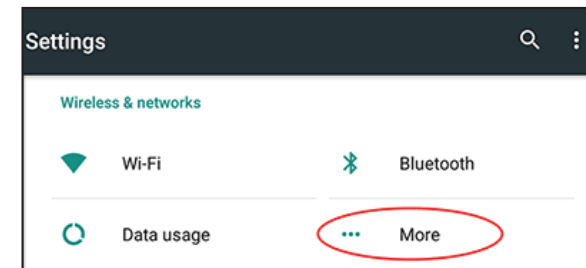 Settings
Wireless & networks
Wi-Fi
Bluetooth
Data usage
More